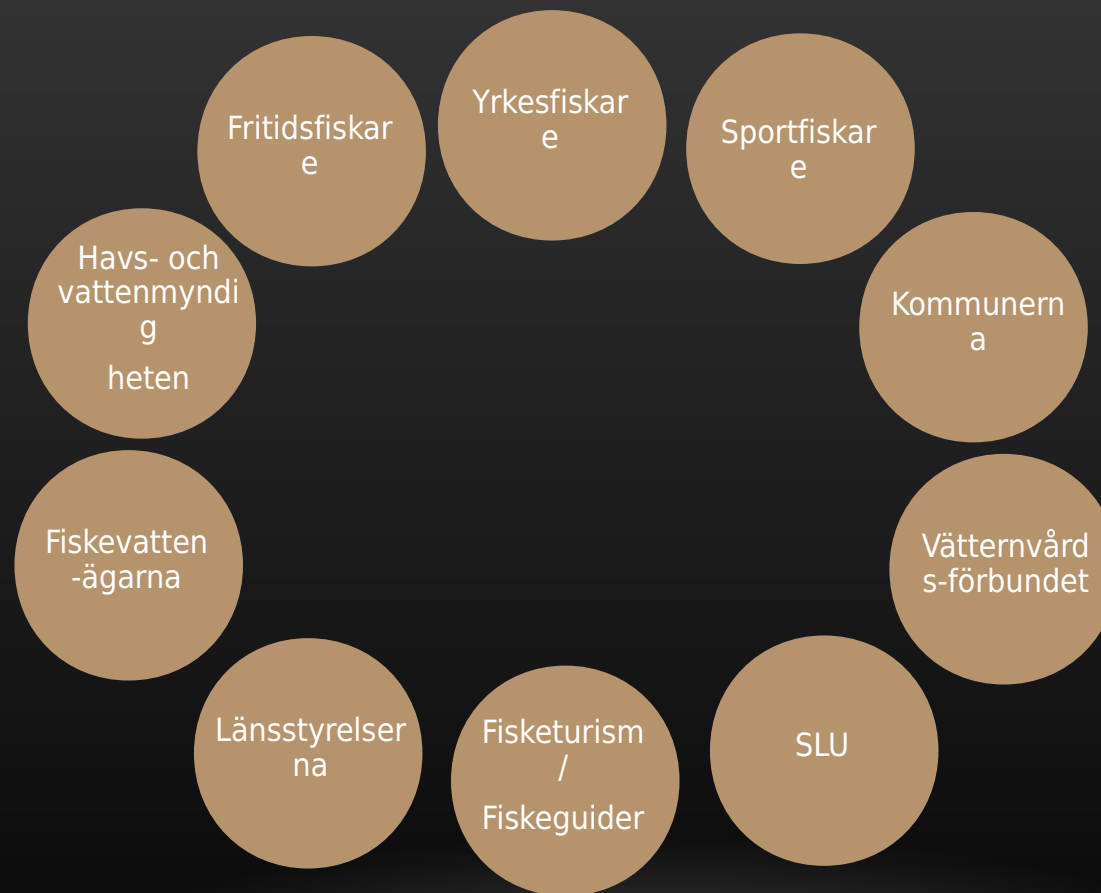 Yrkesfiskar
e
Fritidsfiskar
e
Sportfiskar
e
Havs- och
vattenmyndi
g
heten
Kommunern
a
Fiskevatten
-ägarna
Vätternvård
s-förbundet
Länsstyrelser
na
Fisketurism
/
Fiskeguider
SLU